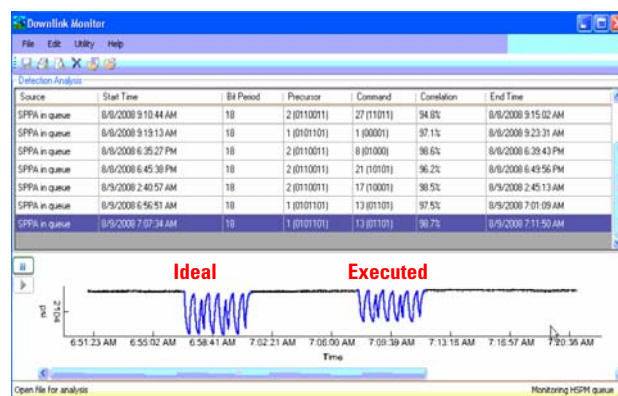 Downlink Monitor
File Edit Utility Help
Detection Analysis
Source Start Time Bit Period Precursor Command Correlation End Time
SPPA in queue 8/8/2008 9:10:44 AM 18 2 (0110011) 27 (11011) 94.8% 8/8/2008 9:15:02 AM
SPPA in queue 8/8/2008 9:19:13 AM 18 1 (0101101) 1 (00001) 97.1% 8/8/2008 9:23:31 AM
SPPA in queue 8/8/2008 6:35:27 PM 18 2 (0110011) 8 (01000) 98.6% 8/8/2008 6:39:43 PM
SPPA in queue 8/8/2008 6:45:38 PM 18 2 (0110011) 21 (10101) 96.2% 8/8/2008 6:49:56 PM
SPPA in queue 8/9/2008 2:40:57 AM 18 2 (0110011) 17 (10001) 98.5% 8/9/2008 2:45:13 AM
SPPA in queue 8/9/2008 6:56:51 AM 18 1 (0101101) 13 (01101) 97.5% 8/9/2008 7:01:09 AM
SPPA in queue 8/9/2008 7:07:34 AM 18 1 (0101101) 13 (01101) 98.7% 8/9/2008 7:11:50 AM
Ideal Executed
psi
2104
6:51:23 AM 6:55:02 AM 6:58:41 AM 7:02:21 AM 7:06:00 AM 7:09:39 AM 7:13:18 AM 7:16:57 AM 7:20:36 AM
Time
Open file for analysis Monitoring HSPM queue